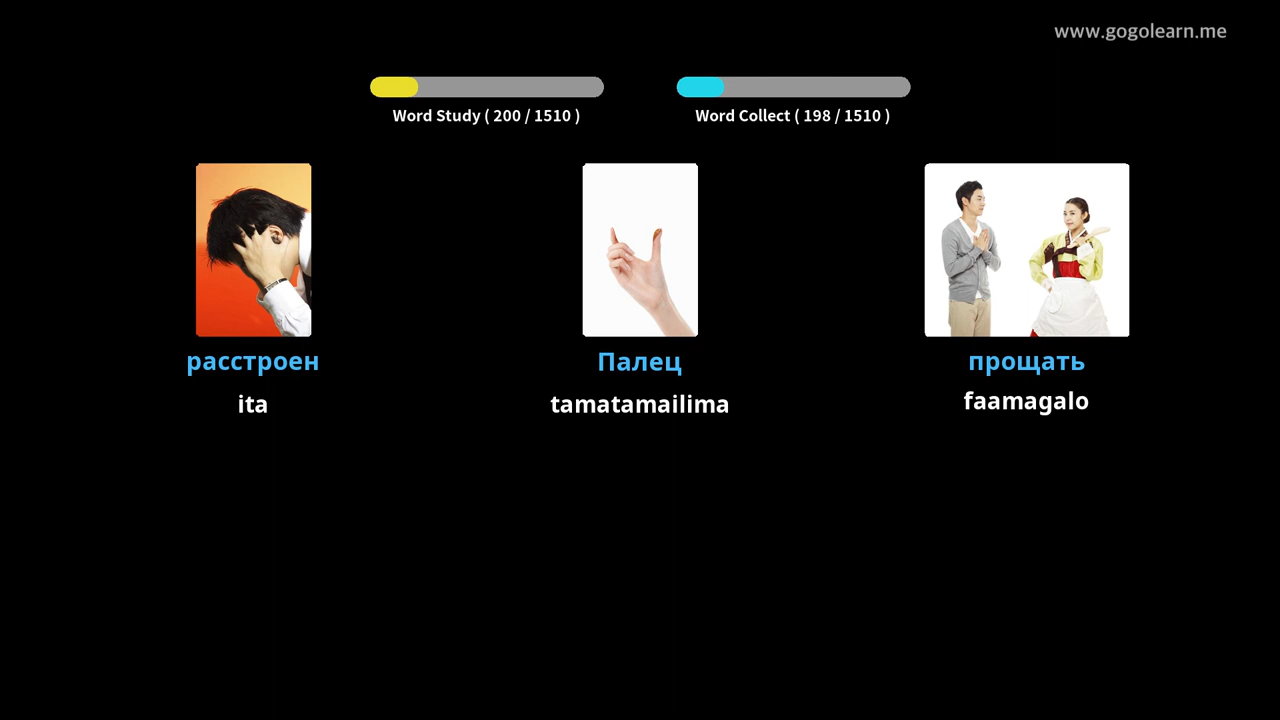 www.gogolearn.me
Word Study ( 200 / 1510 )
Word Collect ( 198 / 1510 )
расстроен
Палец
прощать
ita
tamatamailima
faamagalo